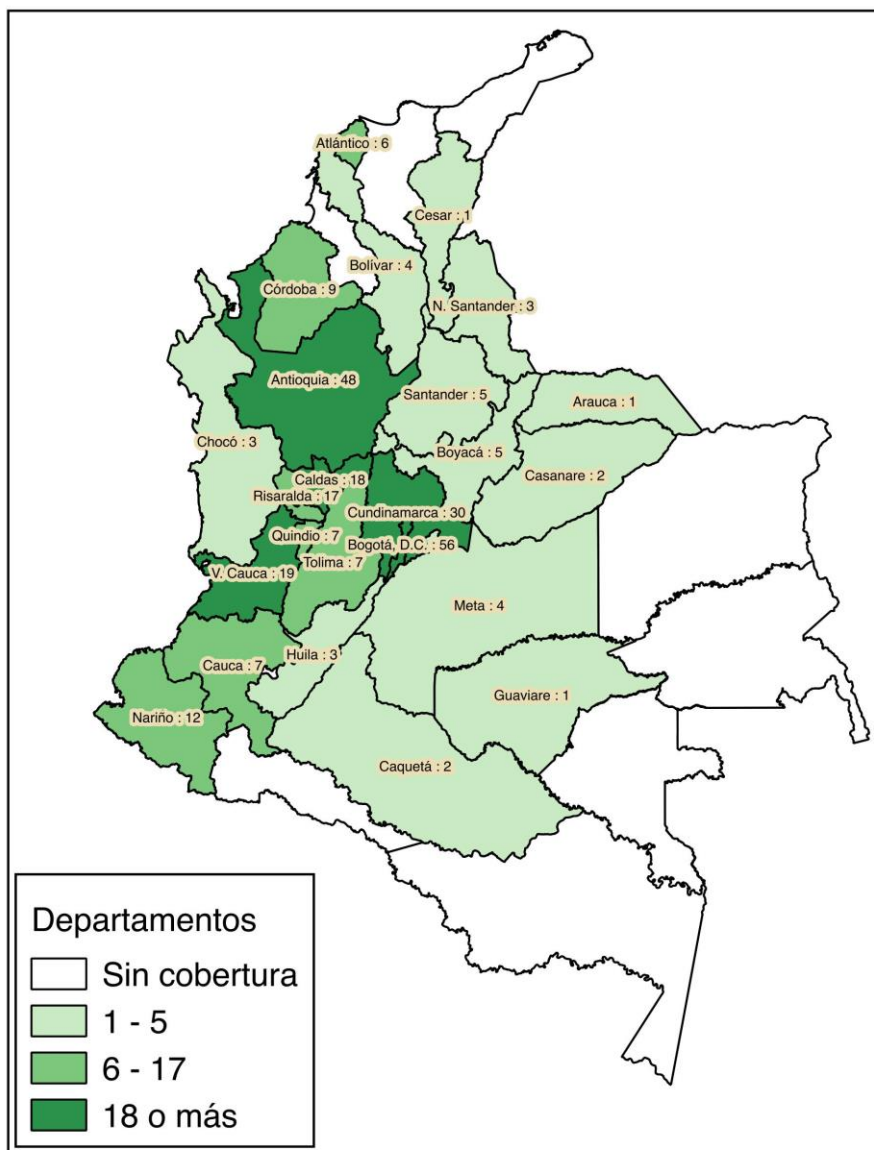 Atlántico : 6
Cesar : 1
Bolívar : 4
Córdoba : 9
N. Santander : 3
Antioquia : 48
Santander : 5
Arauca : 1
Chocó : 3
Boyacá : 5
Casanare : 2
Caldas : 18
Risaralda : 17
Cundinamarca : 30
Quindio : 7
Bogotá, D.C. : 56
Tolima : 7
V. Cauca : 19
Meta : 4
Huila : 3
Cauca : 7
Guaviare : 1
Nariño : 12
Caquetá : 2
Departamentos
Sin cobertura
1 - 5
6 - 17
18 o más